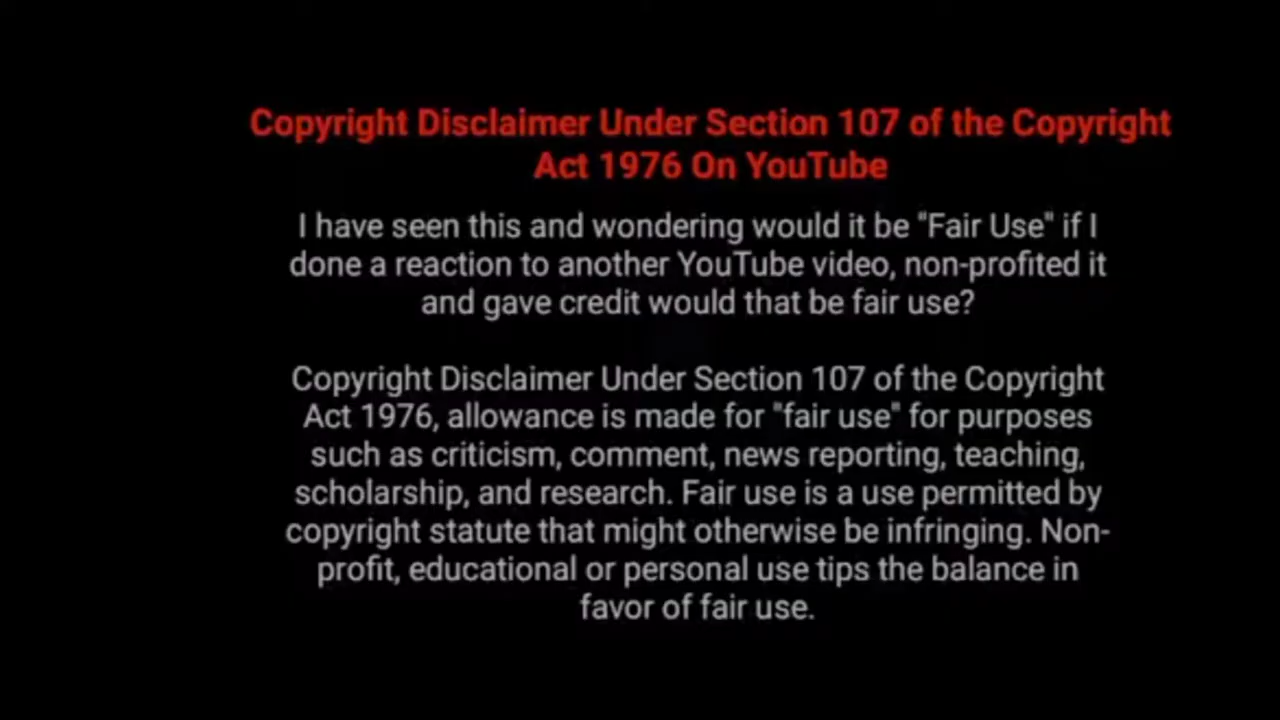 Copyright Disclaimer Under Section 107 of the Copyright
Act 1976 On YouTube
I have seen this and wondering would it be "Fair Use" if I
done a reaction to another YouTube video, non-profited it
and gave credit would that be fair use?
Copyright Disclaimer Under Section 107 of the Copyright
Act 1976, allowance is made for "fair use" for purposes
such as criticism, comment, news reporting, teaching,
scholarship, and research. Fair use is a use permitted by
copyright statute that might otherwise be infringing. Non-
profit, educational or personal use tips the balance in
favor of fair use.